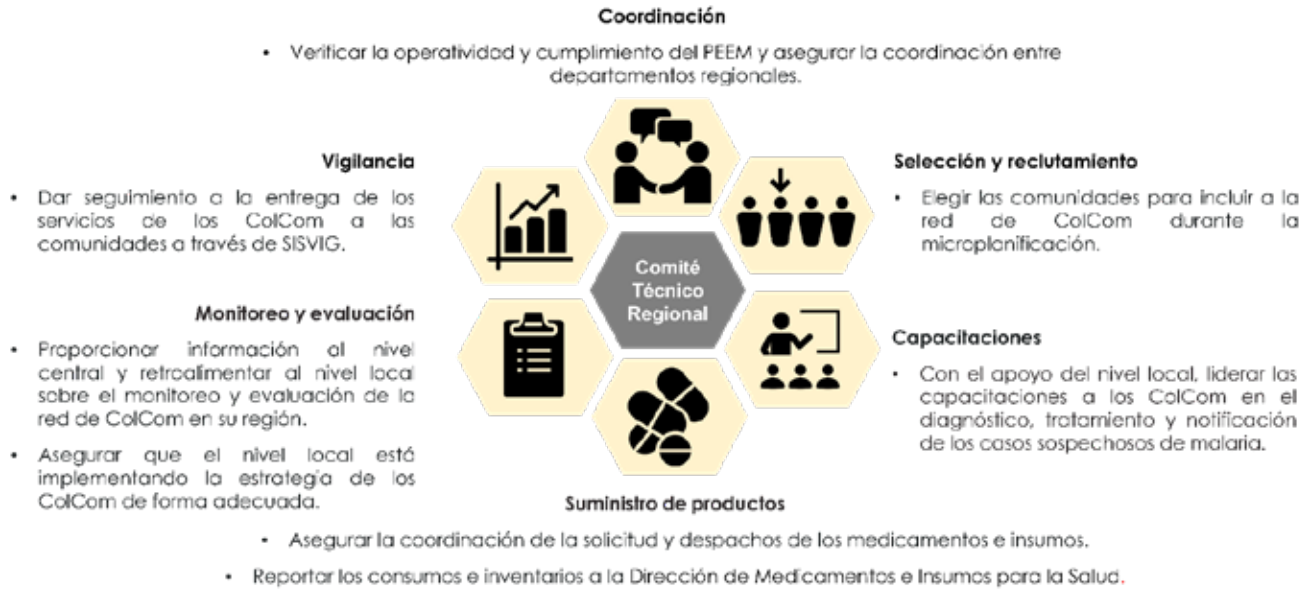 Coordinación
• Verificar la operatividad y cumplimiento del PEEM y asegurar la coordinación entre
departamentos regionales.
Vigilancia
• Dar seguimiento a la entrega de los
servicios de los ColCom a las
comunidades a través de SISVIG.
Monitoreo y evaluación
• Proporcionar información al nivel
central y retroalimentar al nivel local
sobre el monitoreo y evaluación de la
red de ColCom en su región.
• Asegurar que el nivel local está
implementando la estrategia de los
ColCom de forma adecuada.
Comité
Técnico
Regional
Selección y reclutamiento
• Elegir las comunidades para incluir a la
red de ColCom durante la
microplanificación.
Capacitaciones
• Con el apoyo del nivel local, liderar las
capacitaciones a los ColCom en el
diagnóstico, tratamiento y notificación
de los casos sospechosos de malaria.
Suministro de productos
• Asegurar la coordinación de la solicitud y despachos de los medicamentos e insumos.
• Reportar los consumos e inventarios a la Dirección de Medicamentos e Insumos para la Salud.